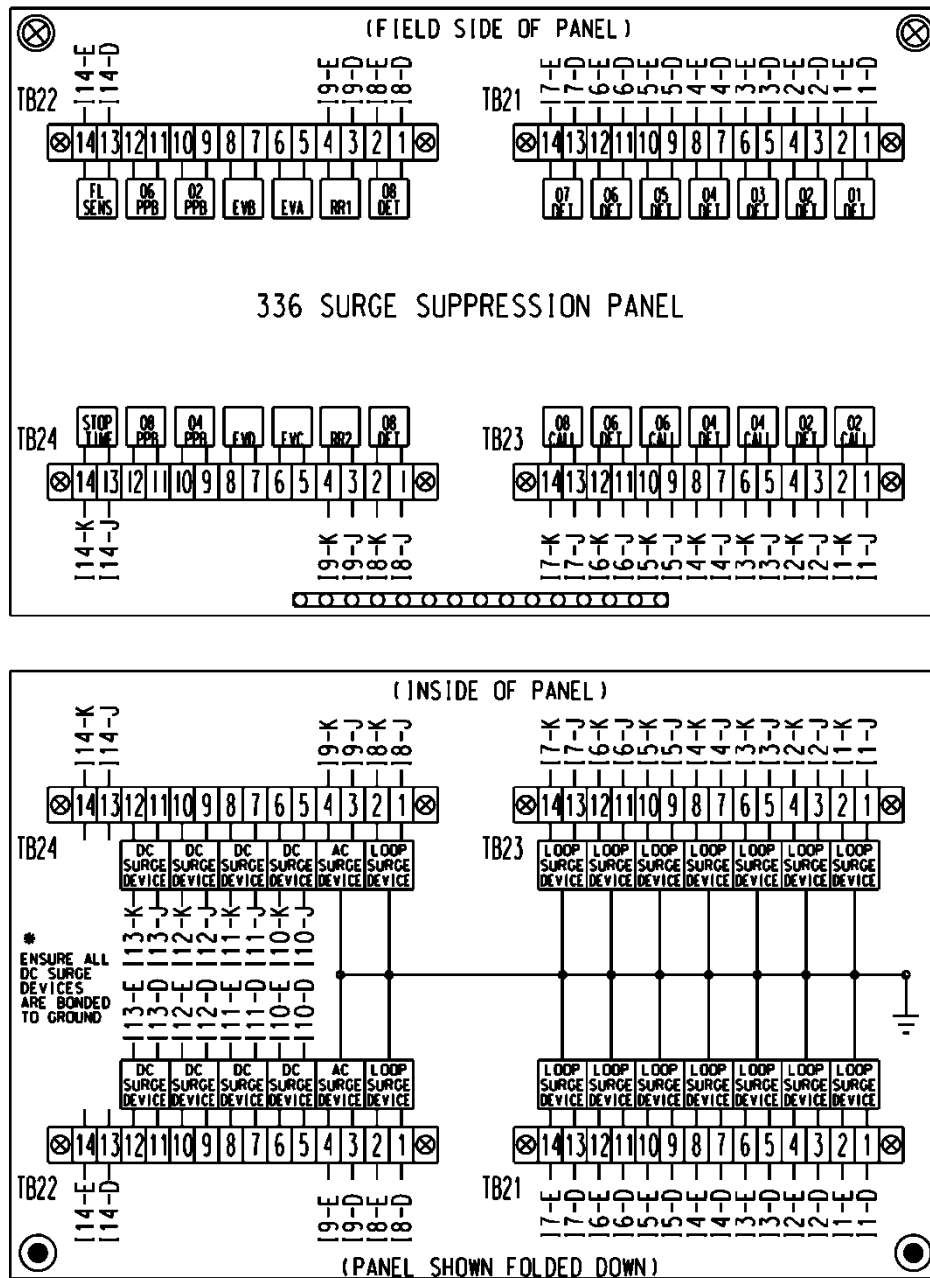 (FIELD SIDE OF PANEL)
I14-E I14-D I9-E I9-D I8-E I8-D
TB22
14 13 12 11 10 9 8 7 6 5 4 3 2 1
FL SENS
06 PPB
02 PPB
EVB
EVA
RR1
08 DET
I7-E I7-D I6-E I6-D I5-E I5-D I4-E I4-D I3-E I3-D I2-E I2-D I1-E I1-D
TB21
14 13 12 11 10 9 8 7 6 5 4 3 2 1
07 DET
06 DET
05 DET
04 DET
03 DET
02 DET
01 DET
336 SURGE SUPPRESSION PANEL
STOP TIME
08 PPB
04 PPB
EVD
EVC
RR2
08 DET
TB24
14 13 12 11 10 9 8 7 6 5 4 3 2 1
I14-K I14-J I9-K I9-J I8-K I8-J
08 CALL
06 DET
06 CALL
04 DET
04 CALL
02 DET
02 CALL
TB23
14 13 12 11 10 9 8 7 6 5 4 3 2 1
I7-K I7-J I6-K I6-J I5-K I5-J I4-K I4-J I3-K I3-J I2-K I2-J I1-K I1-J
(INSIDE OF PANEL)
I14-K I14-J I9-K I9-J I8-K I8-J
14 13 12 11 10 9 8 7 6 5 4 3 2 1
TB24
DC SURGE DEVICE
DC SURGE DEVICE
DC SURGE DEVICE
DC SURGE DEVICE
AC SURGE DEVICE
LOOP SURGE DEVICE
I7-K I7-J I6-K I6-J I5-K I5-J I4-K I4-J I3-K I3-J I2-K I2-J I1-K I1-J
14 13 12 11 10 9 8 7 6 5 4 3 2 1
TB23
LOOP SURGE DEVICE
LOOP SURGE DEVICE
LOOP SURGE DEVICE
LOOP SURGE DEVICE
LOOP SURGE DEVICE
LOOP SURGE DEVICE
LOOP SURGE DEVICE
I13-K I13-J I12-K I12-J I11-K I11-J I10-K I10-J
*
ENSURE ALL
DC SURGE
DEVICES
ARE BONDED
TO GROUND
I13-E I13-D I12-E I12-D I11-E I11-D I10-E I10-D
DC SURGE DEVICE
DC SURGE DEVICE
DC SURGE DEVICE
DC SURGE DEVICE
AC SURGE DEVICE
LOOP SURGE DEVICE
14 13 12 11 10 9 8 7 6 5 4 3 2 1
TB22
I14-E I14-D I9-E I9-D I8-E I8-D
LOOP SURGE DEVICE
LOOP SURGE DEVICE
LOOP SURGE DEVICE
LOOP SURGE DEVICE
LOOP SURGE DEVICE
LOOP SURGE DEVICE
LOOP SURGE DEVICE
14 13 12 11 10 9 8 7 6 5 4 3 2 1
TB21
I7-E I7-D I6-E I6-D I5-E I5-D I4-E I4-D I3-E I3-D I2-E I2-D I1-E I1-D
(PANEL SHOWN FOLDED DOWN)